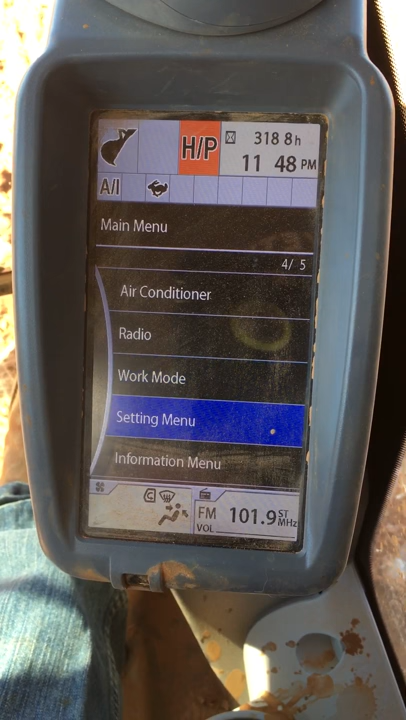 H/P
318 8h
11 48 PM
A/I
Main Menu
4/ 5
Air Conditioner
Radio
Work Mode
Setting Menu
Information Menu
FM 101.9 ST MHz
VOL